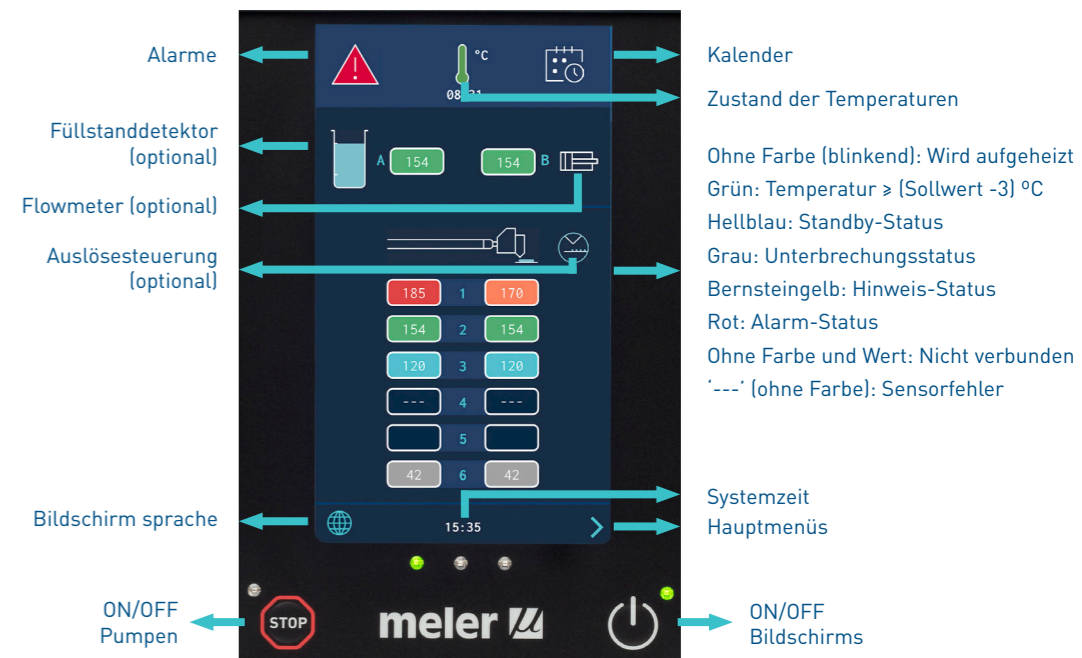 Alarme
Füllstanddetektor
(optional)
Flowmeter (optional)
Auslösesteuerung
(optional)
Bildschirm sprache
ON/OFF
Pumpen
°C
A 154 154 B
185 1 170
154 2 154
120 3 120
--- 4 ---
5
42 6 42
15:35
STOP
meler
Kalender
Zustand der Temperaturen
Ohne Farbe (blinkend): Wird aufgeheizt
Grün: Temperatur ⩾ (Sollwert -3) ºC
Hellblau: Standby-Status
Grau: Unterbrechungsstatus
Bernsteingelb: Hinweis-Status
Rot: Alarm-Status
Ohne Farbe und Wert: Nicht verbunden
‘---’ (ohne Farbe): Sensorfehler
Systemzeit
Hauptmenüs
ON/OFF
Bildschirms